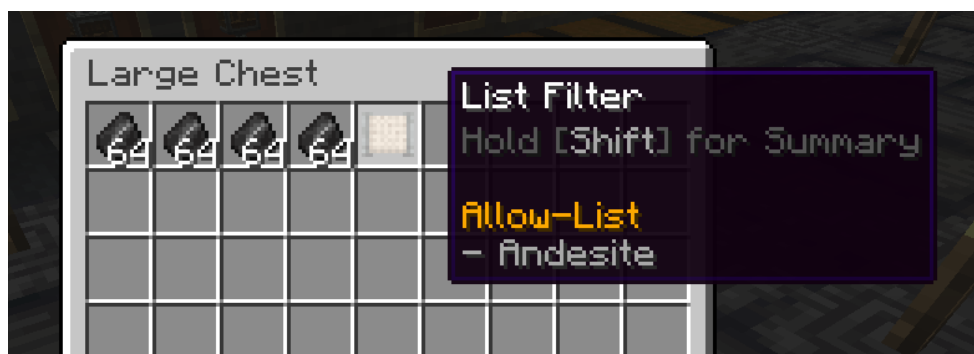 Large Chest
64 64 64 64
List Filter
Hold [Shift] for Summary
Allow-List
- Andesite